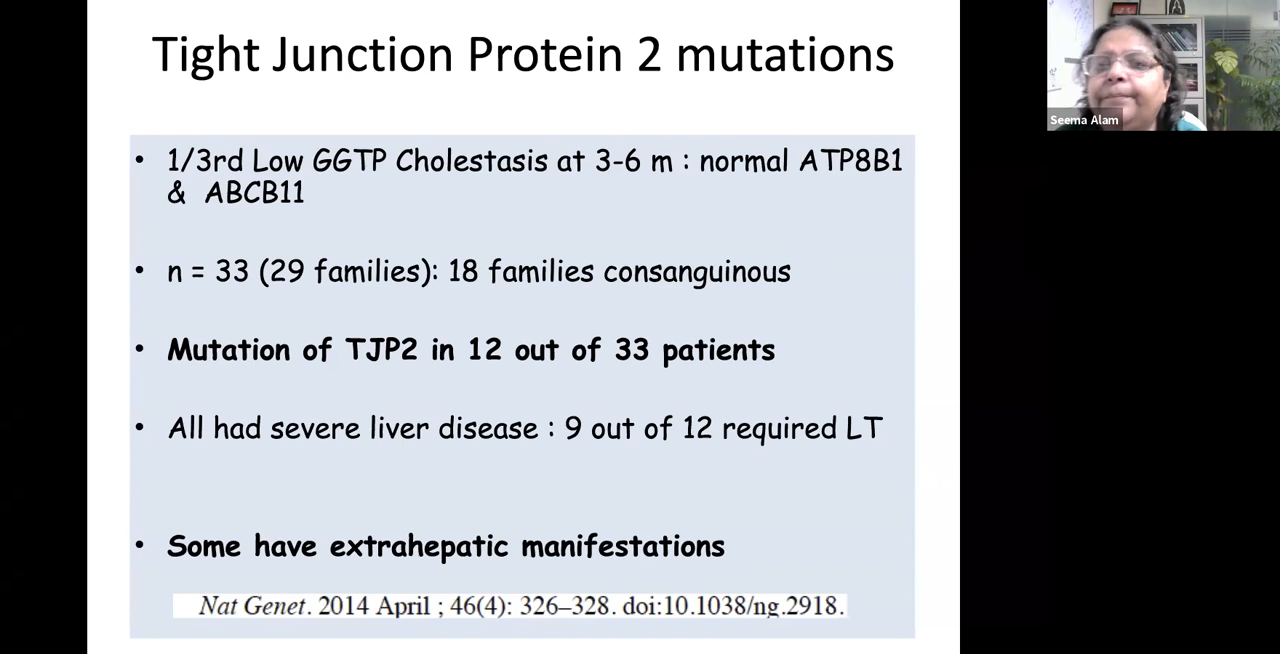 Tight Junction Protein 2 mutations
• 1/3rd Low GGTP Cholestasis at 3-6 m : normal ATP8B1
& ABCB11
• n = 33 (29 families): 18 families consanguinous
• Mutation of TJP2 in 12 out of 33 patients
• All had severe liver disease : 9 out of 12 required LT
• Some have extrahepatic manifestations
Nat Genet. 2014 April ; 46(4): 326–328. doi:10.1038/ng.2918.
Seema Alam